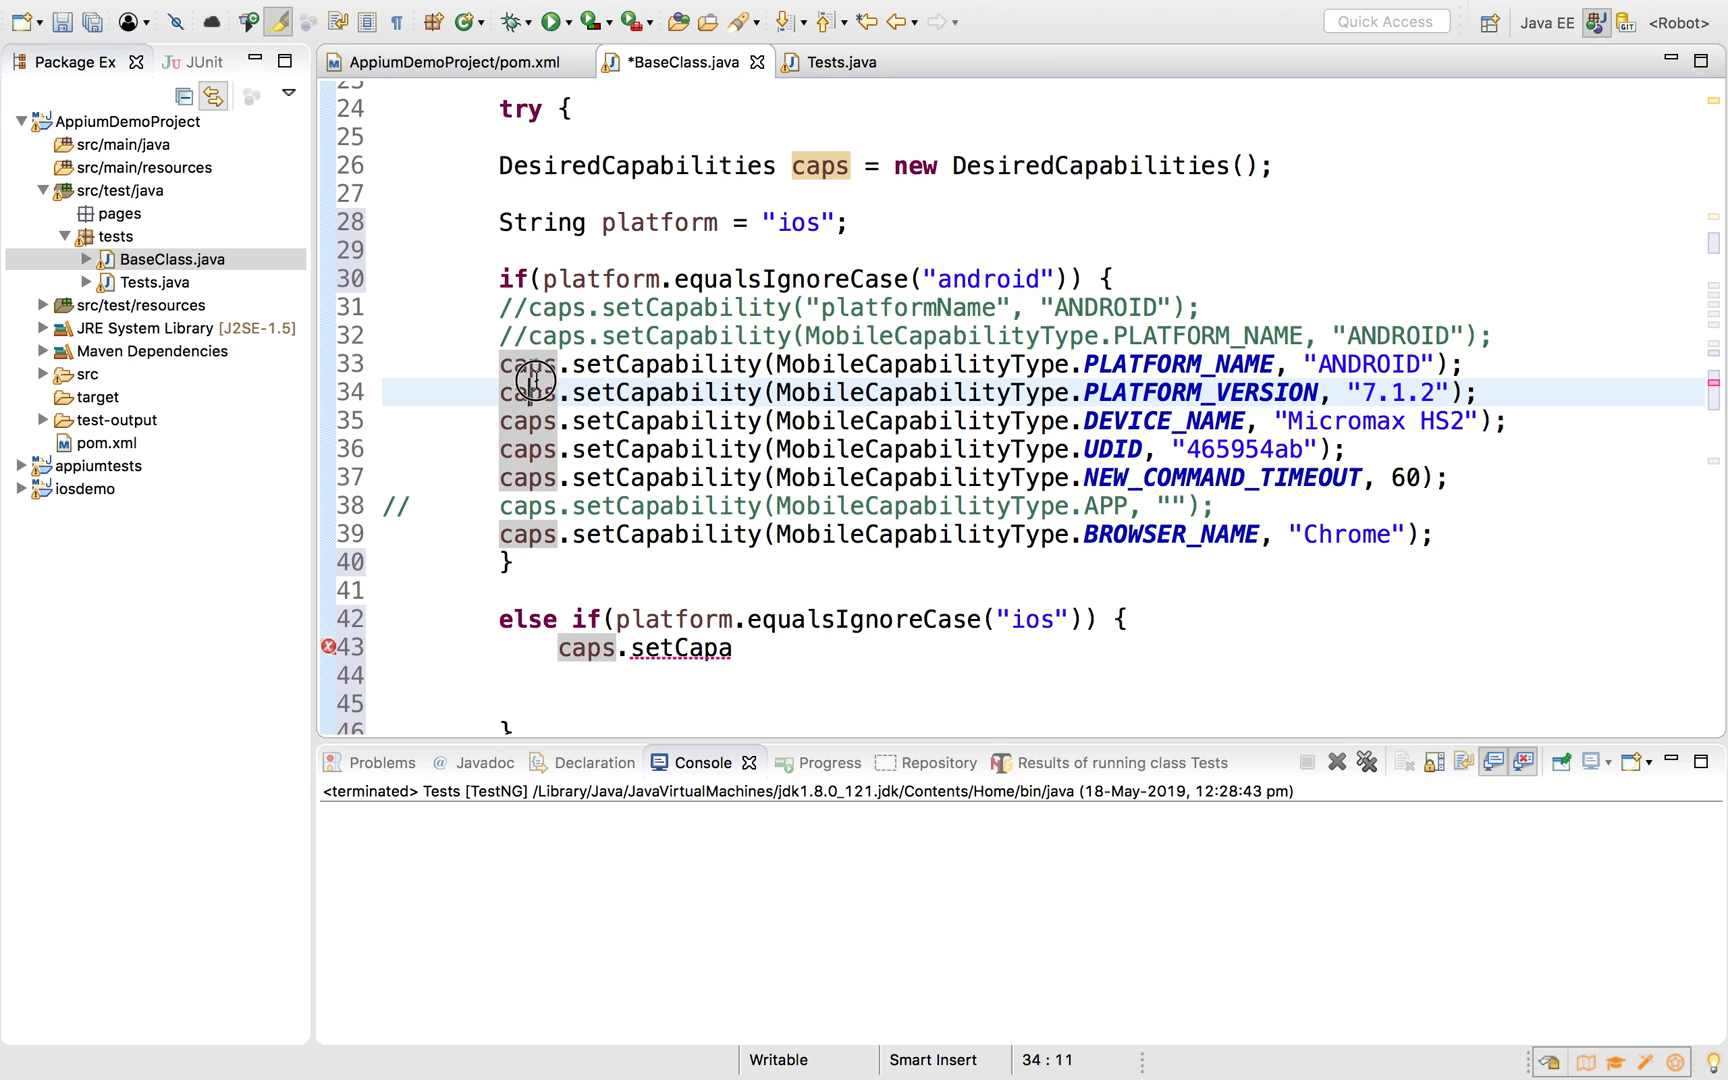 Quick Access
Java EE
<Robot>
Package Ex
JUnit
AppiumDemoProject/pom.xml
*BaseClass.java
Tests.java
AppiumDemoProject
src/main/java
src/main/resources
src/test/java
pages
tests
BaseClass.java
Tests.java
src/test/resources
JRE System Library [J2SE-1.5]
Maven Dependencies
src
target
test-output
pom.xml
appiumtests
iosdemo
23
24 try {
25
26 DesiredCapabilities caps = new DesiredCapabilities();
27
28 String platform = "ios";
29
30 if(platform.equalsIgnoreCase("android")) {
31 //caps.setCapability("platformName", "ANDROID");
32 //caps.setCapability(MobileCapabilityType.PLATFORM_NAME, "ANDROID");
33 caps.setCapability(MobileCapabilityType.PLATFORM_NAME, "ANDROID");
34 caps.setCapability(MobileCapabilityType.PLATFORM_VERSION, "7.1.2");
35 caps.setCapability(MobileCapabilityType.DEVICE_NAME, "Micromax HS2");
36 caps.setCapability(MobileCapabilityType.UDID, "465954ab");
37 caps.setCapability(MobileCapabilityType.NEW_COMMAND_TIMEOUT, 60);
38 // caps.setCapability(MobileCapabilityType.APP, "");
39 caps.setCapability(MobileCapabilityType.BROWSER_NAME, "Chrome");
40 }
41
42 else if(platform.equalsIgnoreCase("ios")) {
43 caps.setCapa
44
45
46 }
Problems @ Javadoc Declaration Console Progress Repository Results of running class Tests
<terminated> Tests [TestNG] /Library/Java/JavaVirtualMachines/jdk1.8.0_121.jdk/Contents/Home/bin/java (18-May-2019, 12:28:43 pm)
Writable
Smart Insert
34 : 11